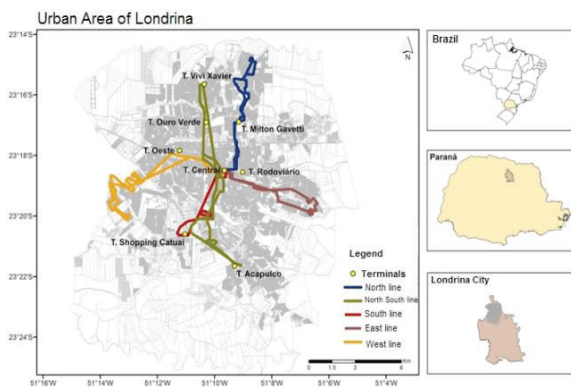 Urban Area of Londrina
23°14'S
23°16'S
23°18'S
23°20'S
23°22'S
23°24'S
N
T. Vivi Xavier
T. Ouro Verde
T. Milton Gavetti
T. Oeste
T. Central
T. Rodoviário
T. Shopping Catuaí
T. Acapulco
Legend
Terminals
North line
North South line
South line
East line
West line
0
1.5
3
6
Km
51°16'W
51°14'W
51°12'W
51°10'W
51°8'W
51°6'W
51°4'W
Brazil
Paraná
Londrina City